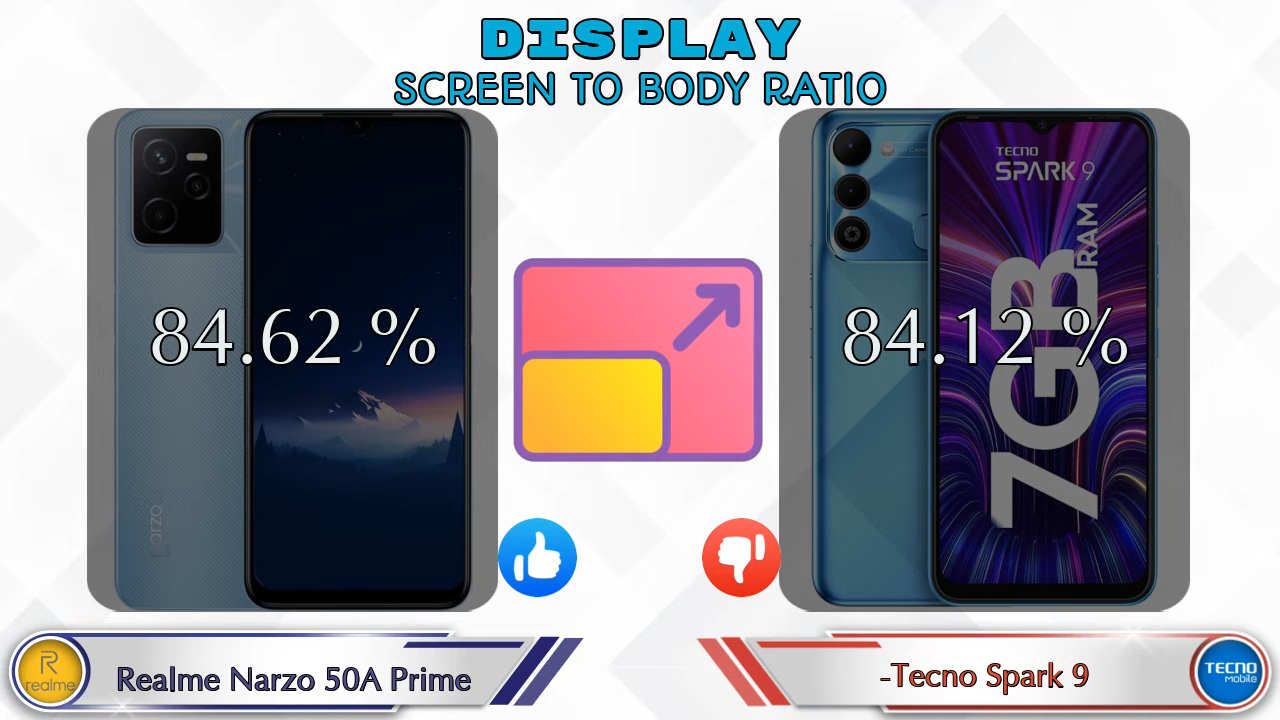 DISPLAY
SCREEN TO BODY RATIO
84.62 %
narzo
TECNO
SPARK 9
7GB
RAM
84.12 %
R
realme
Realme Narzo 50A Prime
-Tecno Spark 9
TECNO
Mobile